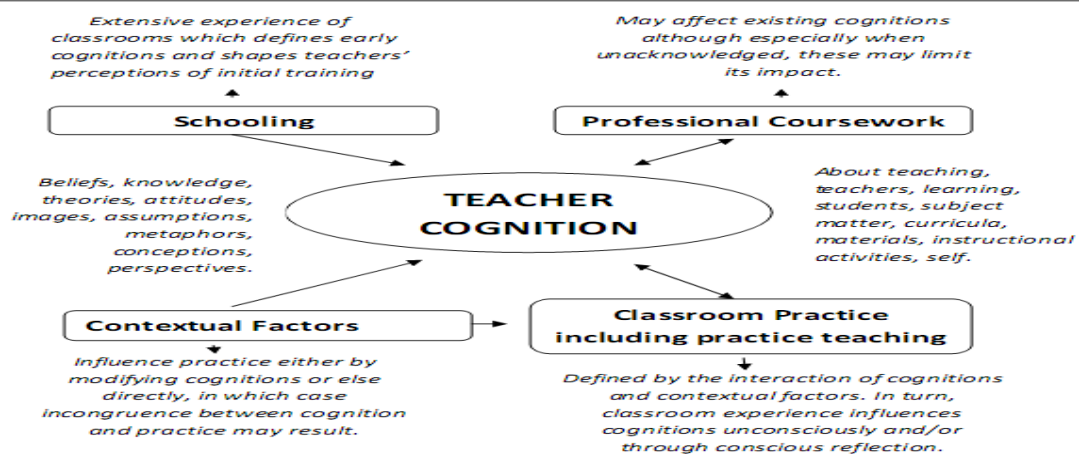 Extensive experience of
classrooms which defines early
cognitions and shapes teachers'
perceptions of initial training
May affect existing cognitions
although especially when
unacknowledged, these may limit
its impact.
Schooling
Professional Coursework
Beliefs, knowledge,
theories, attitudes,
images, assumptions,
metaphors,
conceptions,
perspectives.
TEACHER
COGNITION
About teaching,
teachers, learning,
students, subject
matter, curricula,
materials, instructional
activities, self.
Contextual Factors
Classroom Practice
including practice teaching
Influence practice either by
modifying cognitions or else
directly, in which case
incongruence between cognition
and practice may result.
Defined by the interaction of cognitions
and contextual factors. In turn,
classroom experience influences
cognitions unconsciously and/or
through conscious reflection.